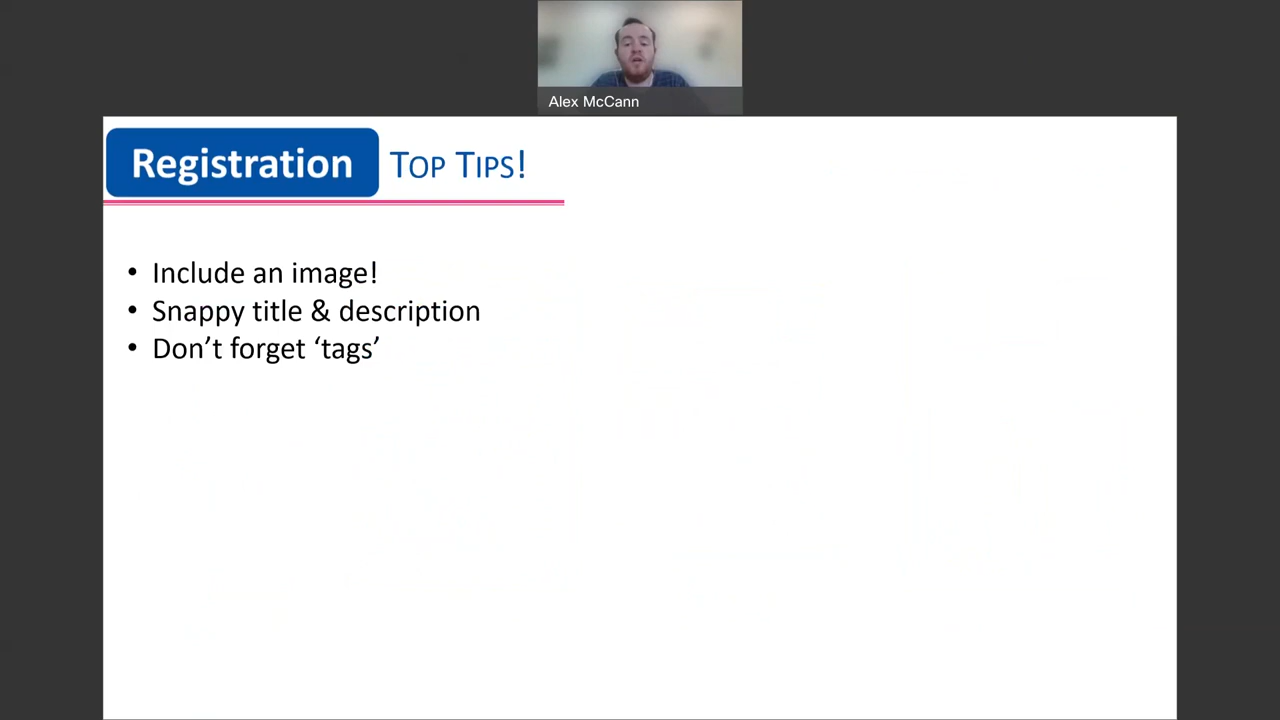 Alex McCann
Registration Top Tips!
• Include an image!
• Snappy title & description
• Don’t forget ‘tags’